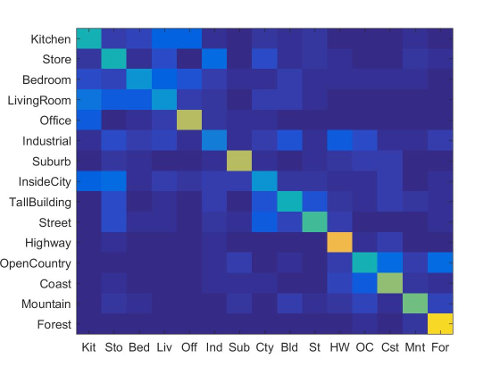 Kitchen
Store
Bedroom
LivingRoom
Office
Industrial
Suburb
InsideCity
TallBuilding
Street
Highway
OpenCountry
Coast
Mountain
Forest
Kit Sto Bed Liv Off Ind Sub Cty Bld St HW OC Cst Mnt For